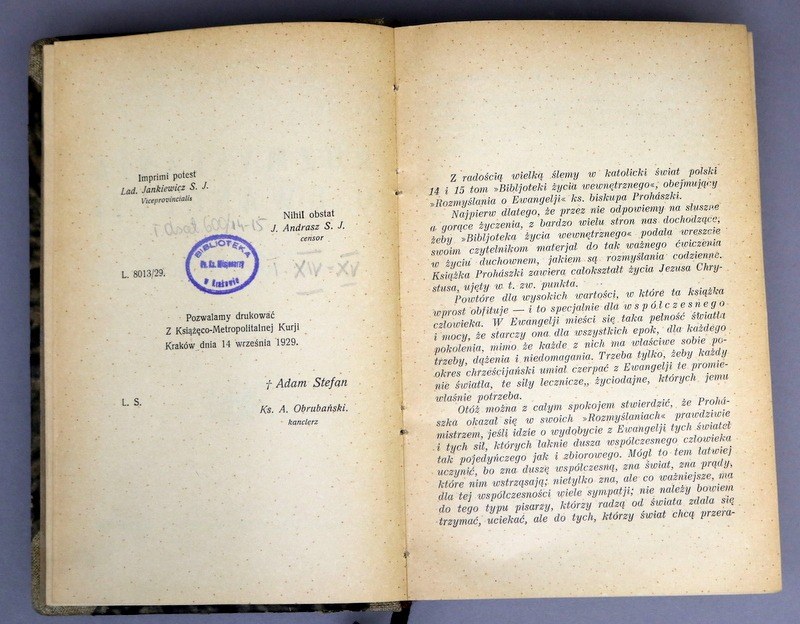 Imprimi potest
Lad. Jankiewicz S. J.
Viceprovincialis
Nihil obstat
J. Andrasz S. J.
censor
600/14-15
BIBLJOTEKA
Ks. Ks. Misjonarzy
w Krakowie
I. XIV-XV
L. 8013/29.
Pozwalamy drukować
Z Książęco-Metropolitalnej Kurji
Kraków dnia 14 września 1929.
† Adam Stefan
L. S.
Ks. A. Obrubański.
kanclerz
Z radością wielką ślemy w katolicki świat polski
14 i 15 tom »Bibljoteki życia wewnętrznego«, obejmujący
»Rozmyślania o Ewangelji« ks. biskupa Prohászki.
Najpierw dlatego, że przez nie odpowiemy na słuszne
a gorące życzenia, z bardzo wielu stron nas dochodzące,
żeby »Bibljoteka życia wewnętrznego« podała wreszcie
swoim czytelnikom materjał do tak ważnego ćwiczenia
w życiu duchownem, jakiem są rozmyślania codzienne.
Książka Prohászki zawiera całokształt życia Jezusa Chry-
stusa, ujęty w t. zw. punkta.
Powtóre dla wysokich wartości, w które ta książka
wprost obfituje — i to specjalnie dla współczesnego
człowieka. W Ewangelji mieści się taka pełność światła
i mocy, że starczy ona dla wszystkich epok, dla każdego
pokolenia, mimo że każde z nich ma właściwe sobie po-
trzeby, dążenia i niedomagania. Trzeba tylko, żeby każdy
okres chrześcijański umiał czerpać z Ewangelji te promie-
nie światła, te siły lecznicze,, życiodajne, których jemu
właśnie potrzeba.
Otóż można z całym spokojem stwierdzić, że Prohá-
szka okazał się w swoich »Rozmyślaniach« prawdziwie
mistrzem, jeśli idzie o wydobycie z Ewangelji tych świateł
i tych sił, których łaknie dusza współczesnego człowieka
tak pojedyńczego jak i zbiorowego. Mógł to tem łatwiej
uczynić, bo zna duszę współczesną, zna świat, zna prądy,
które nim wstrząsają; nietylko zna, ale co ważniejsze, ma
dla tej współczesności wiele sympatji; nie należy bowiem
do tego typu pisarzy, którzy radzą od świata zdala się
trzymać, uciekać, ale do tych, którzy świat chcą przera-